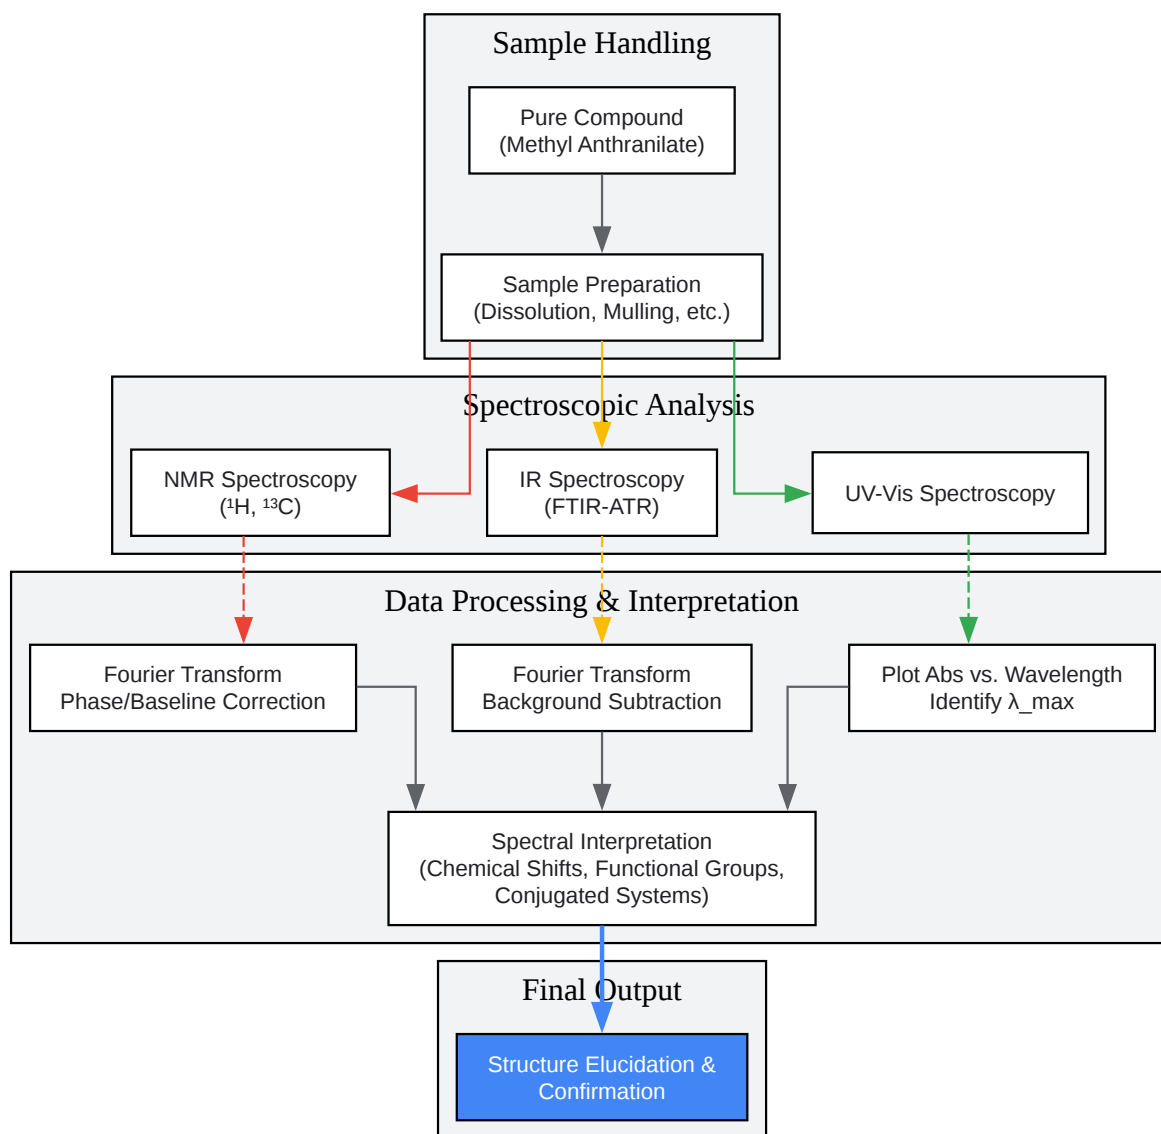 Sample Handling
Pure Compound
(Methyl Anthranilate)
Sample Preparation
(Dissolution, Mulling, etc.)
Spectroscopic Analysis
NMR Spectroscopy
(¹H, ¹³C)
IR Spectroscopy
(FTIR-ATR)
UV-Vis Spectroscopy
Data Processing & Interpretation
Fourier Transform
Phase/Baseline Correction
Fourier Transform
Background Subtraction
Plot Abs vs. Wavelength
Identify λ_max
Spectral Interpretation
(Chemical Shifts, Functional Groups,
Conjugated Systems)
Final Output
Structure Elucidation &
Confirmation